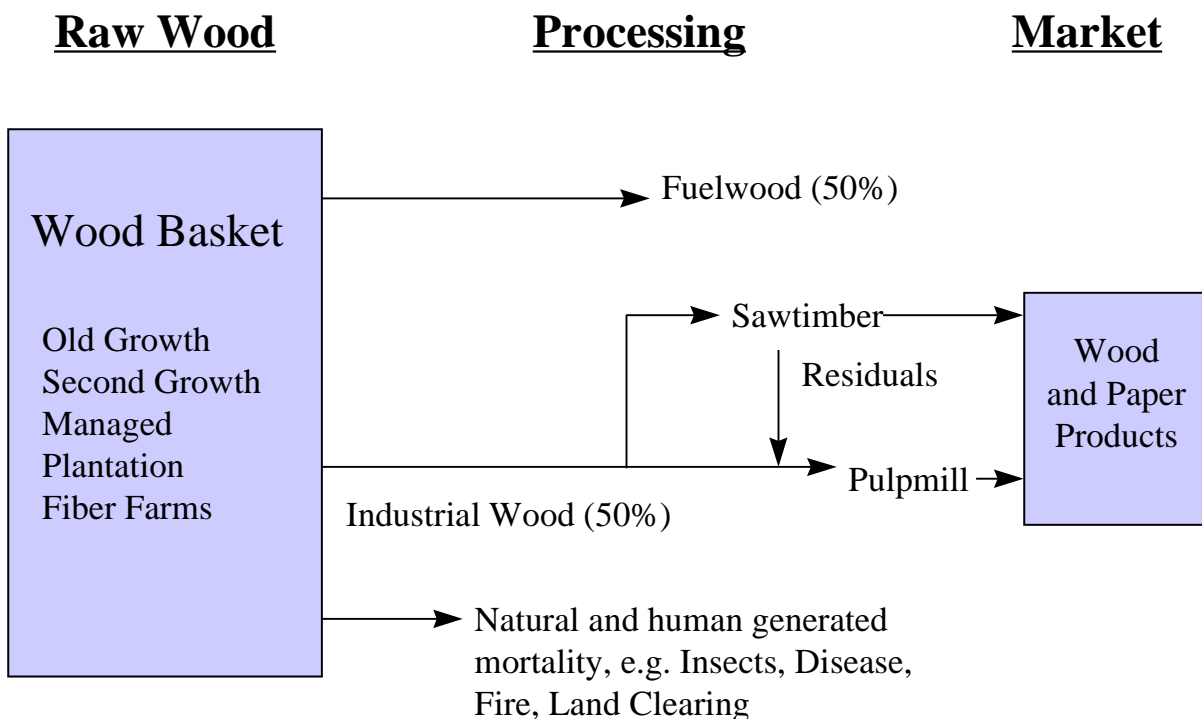 Raw Wood
Processing
Market
Wood Basket
Old Growth
Second Growth
Managed
Plantation
Fiber Farms
Fuelwood (50%)
Sawtimber
Residuals
Pulpmill
Industrial Wood (50%)
Natural and human generated
mortality, e.g. Insects, Disease,
Fire, Land Clearing
Wood
and Paper
Products